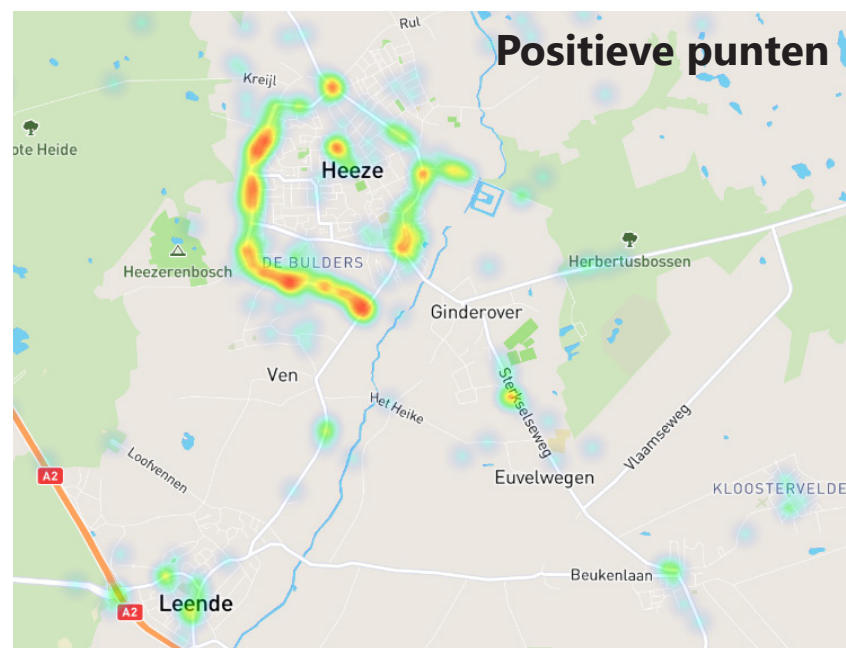 Rul
Positieve punten
Kreijl
ote Heide
Heeze
Heezerenbosch
DE BULDERS
Herbertusbossen
Ginderover
Ven
Het Heike
Sterkselseweg
Vlaamseweg
Loofvennen
A2
Euvelwegen
KLOOSTERVELDE
Beukenlaan
Leende
A2